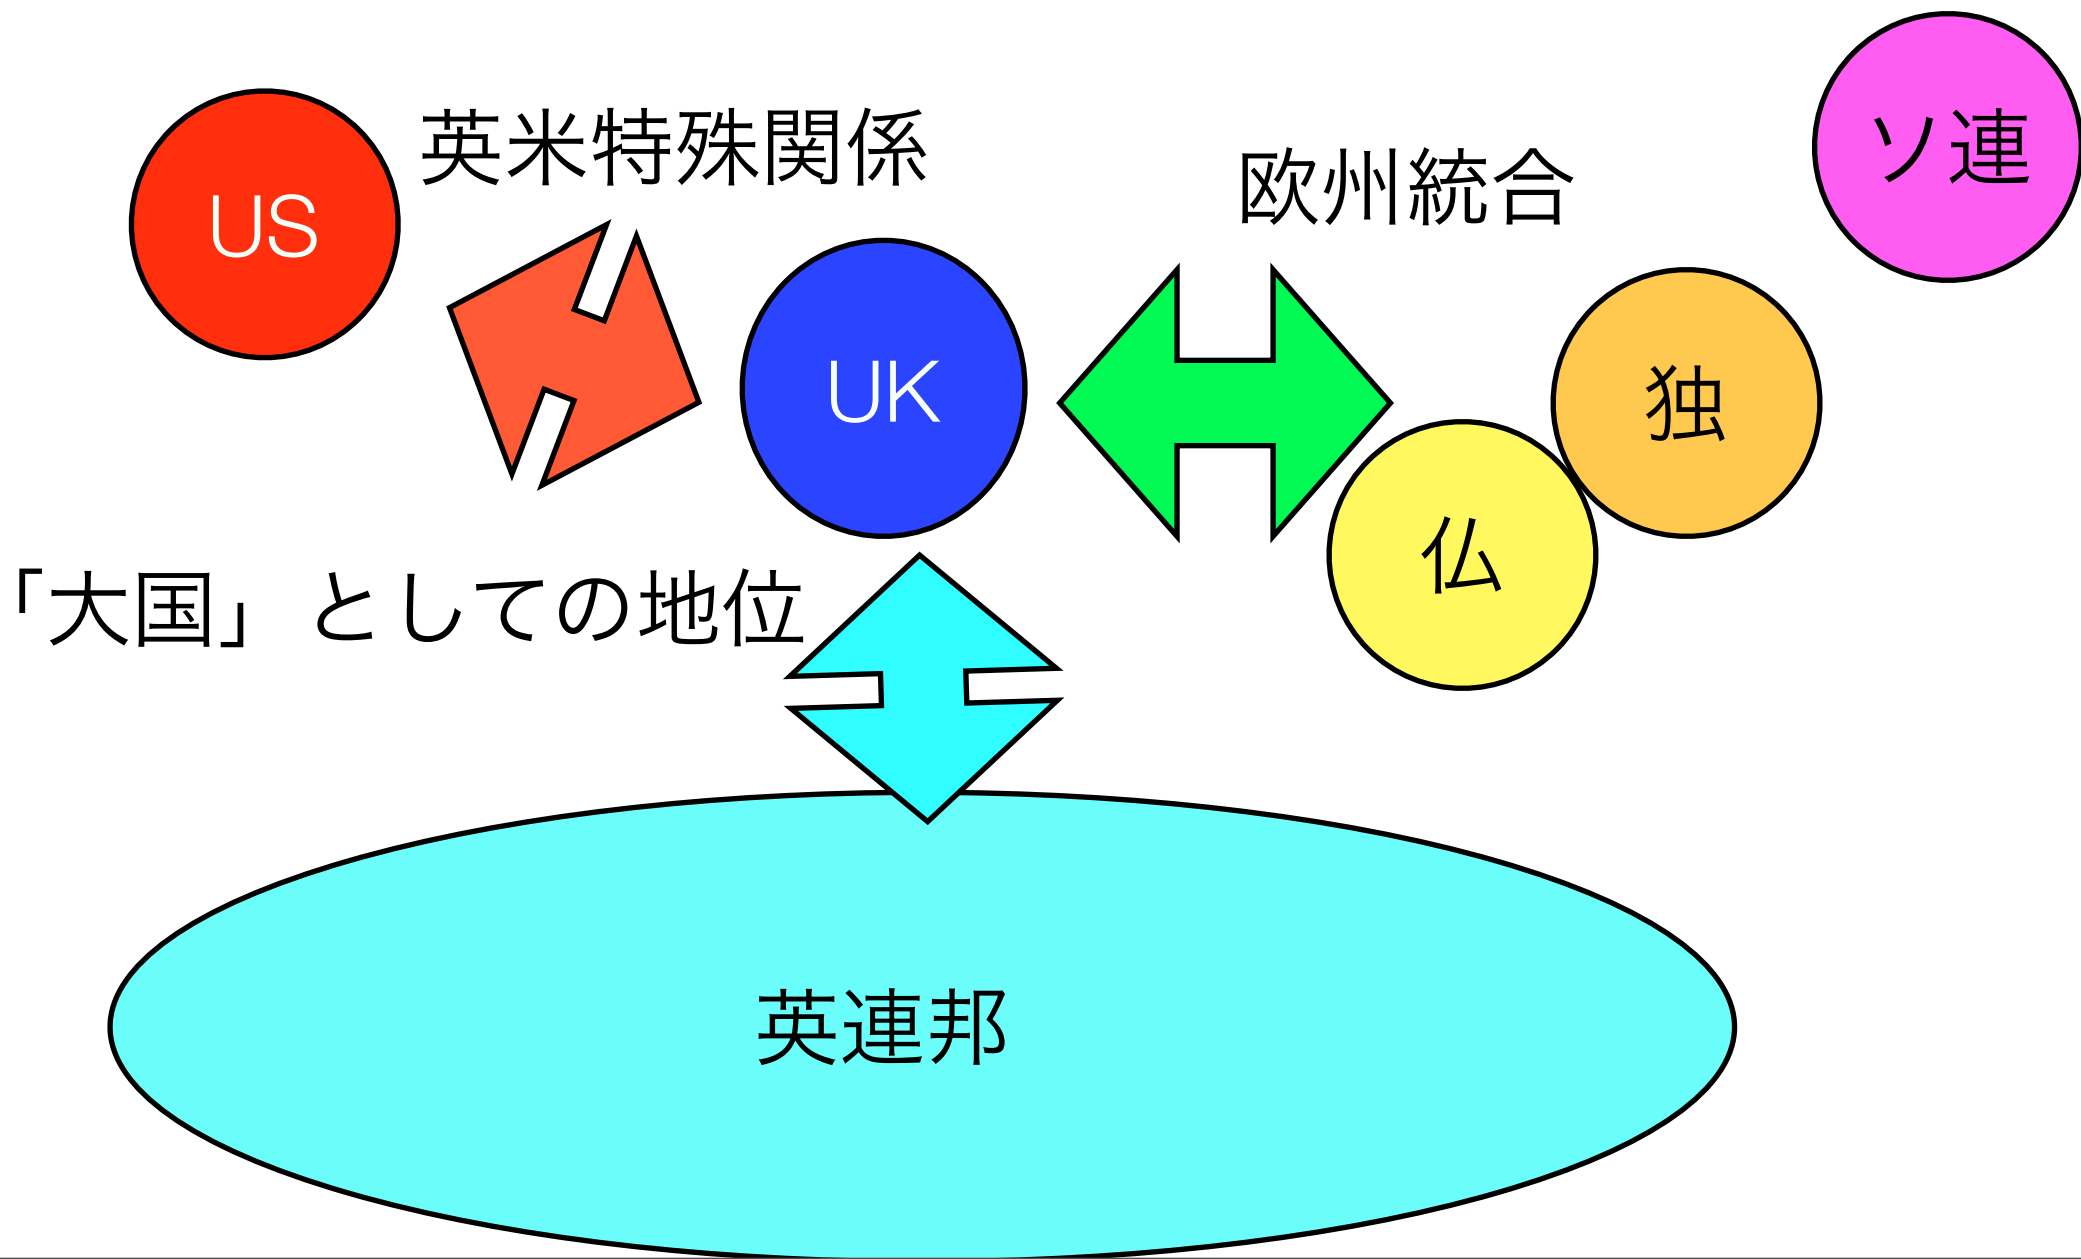 ソ連
英米特殊関係
欧州統合
US
UK
独
仏
「大国」としての地位
英連邦